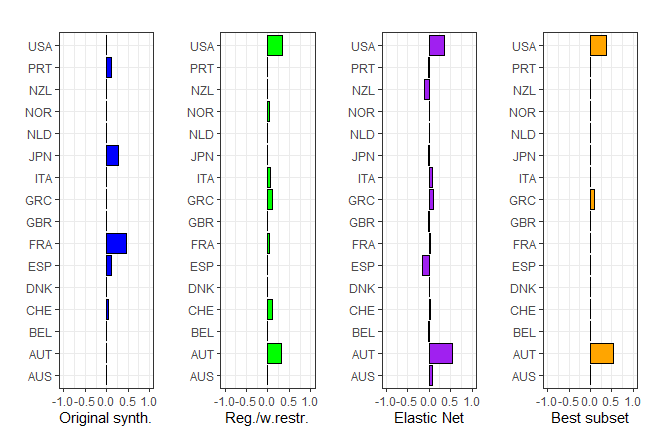 USA
PRT
NZL
NOR
NLD
JPN
ITA
GRC
GBR
FRA
ESP
DNK
CHE
BEL
AUT
AUS
-1.0 -0.5 0.0 0.5 1.0
Original synth.
USA
PRT
NZL
NOR
NLD
JPN
ITA
GRC
GBR
FRA
ESP
DNK
CHE
BEL
AUT
AUS
-1.0 -0.5 0.0 0.5 1.0
Reg./w.restr.
USA
PRT
NZL
NOR
NLD
JPN
ITA
GRC
GBR
FRA
ESP
DNK
CHE
BEL
AUT
AUS
-1.0 -0.5 0.0 0.5 1.0
Elastic Net
USA
PRT
NZL
NOR
NLD
JPN
ITA
GRC
GBR
FRA
ESP
DNK
CHE
BEL
AUT
AUS
-1.0 -0.5 0.0 0.5 1.0
Best subset